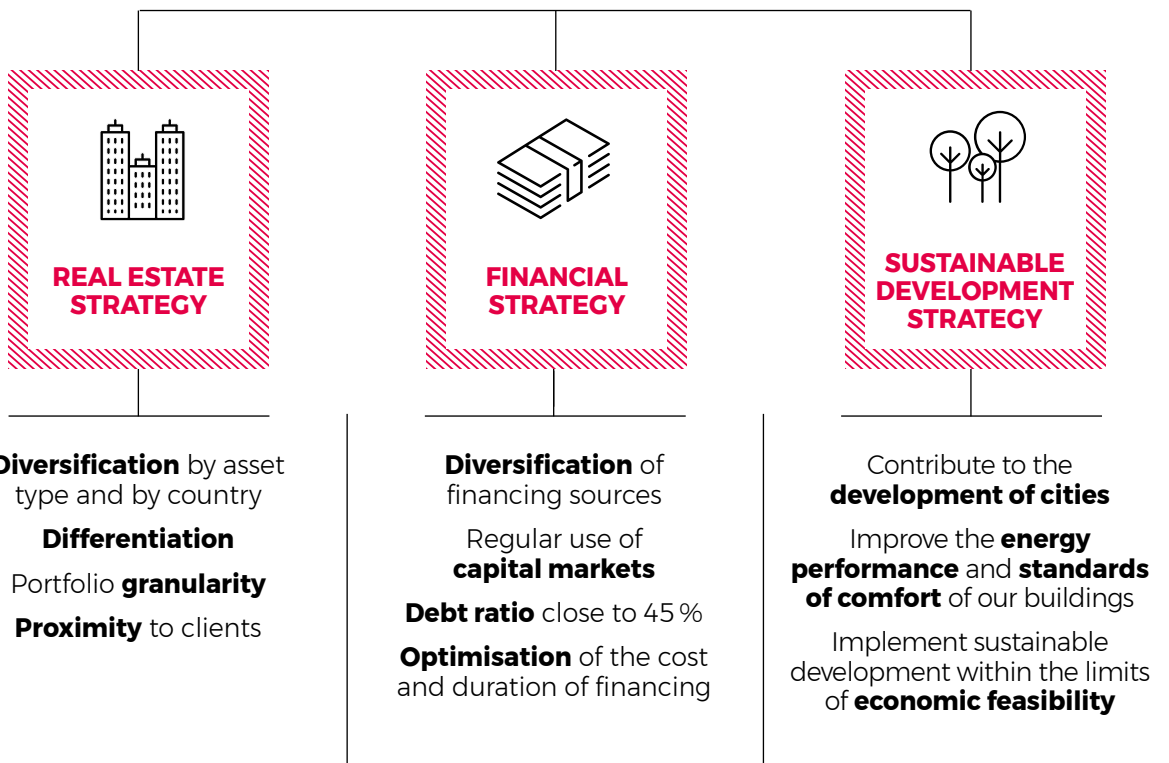 REAL ESTATE
STRATEGY
Diversification by asset
type and by country
Differentiation
Portfolio granularity
Proximity to clients
FINANCIAL
STRATEGY
Diversification of
financing sources
Regular use of
capital markets
Debt ratio close to 45 %
Optimisation of the cost
and duration of financing
SUSTAINABLE
DEVELOPMENT
STRATEGY
Contribute to the
development of cities
Improve the energy
performance and standards
of comfort of our buildings
Implement sustainable
development within the limits
of economic feasibility